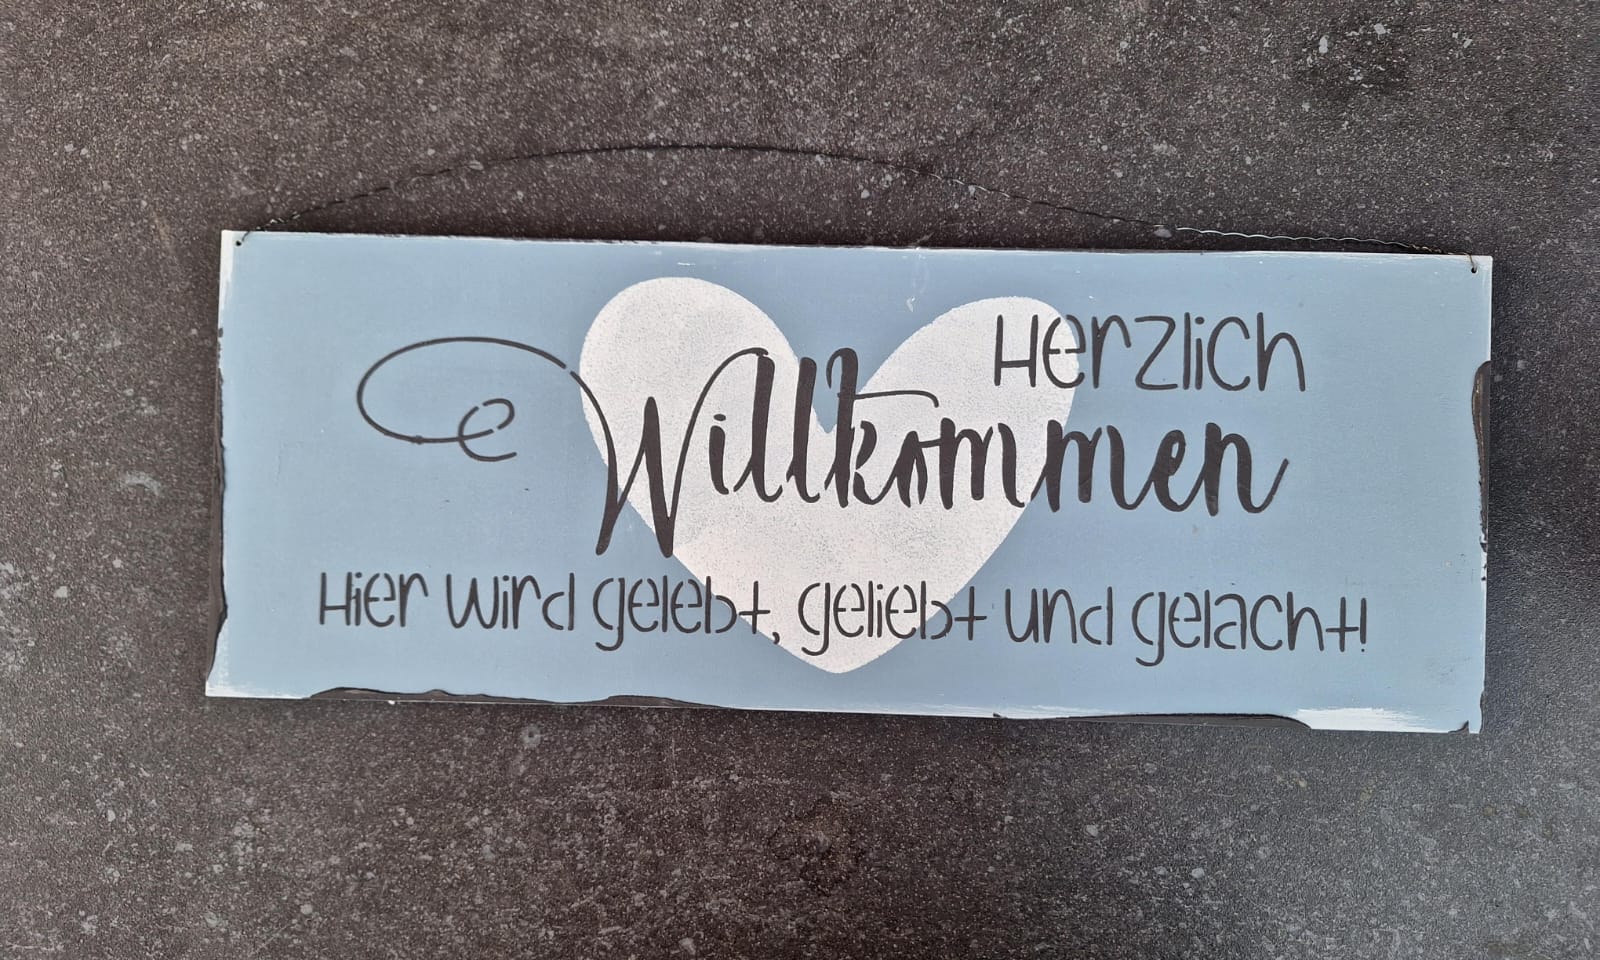 Herzlich
Willkommen
Hier wird gelebt, geliebt und gelacht!